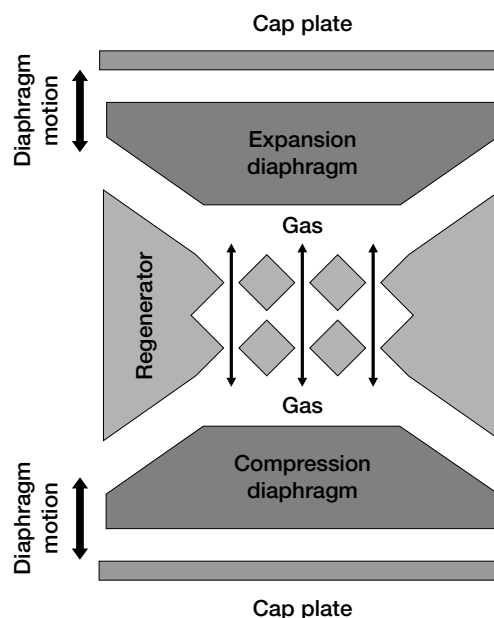 Cap plate
Diaphragm
motion
Expansion
diaphragm
Gas
Regenerator
Gas
Compression
diaphragm
Diaphragm
motion
Cap plate